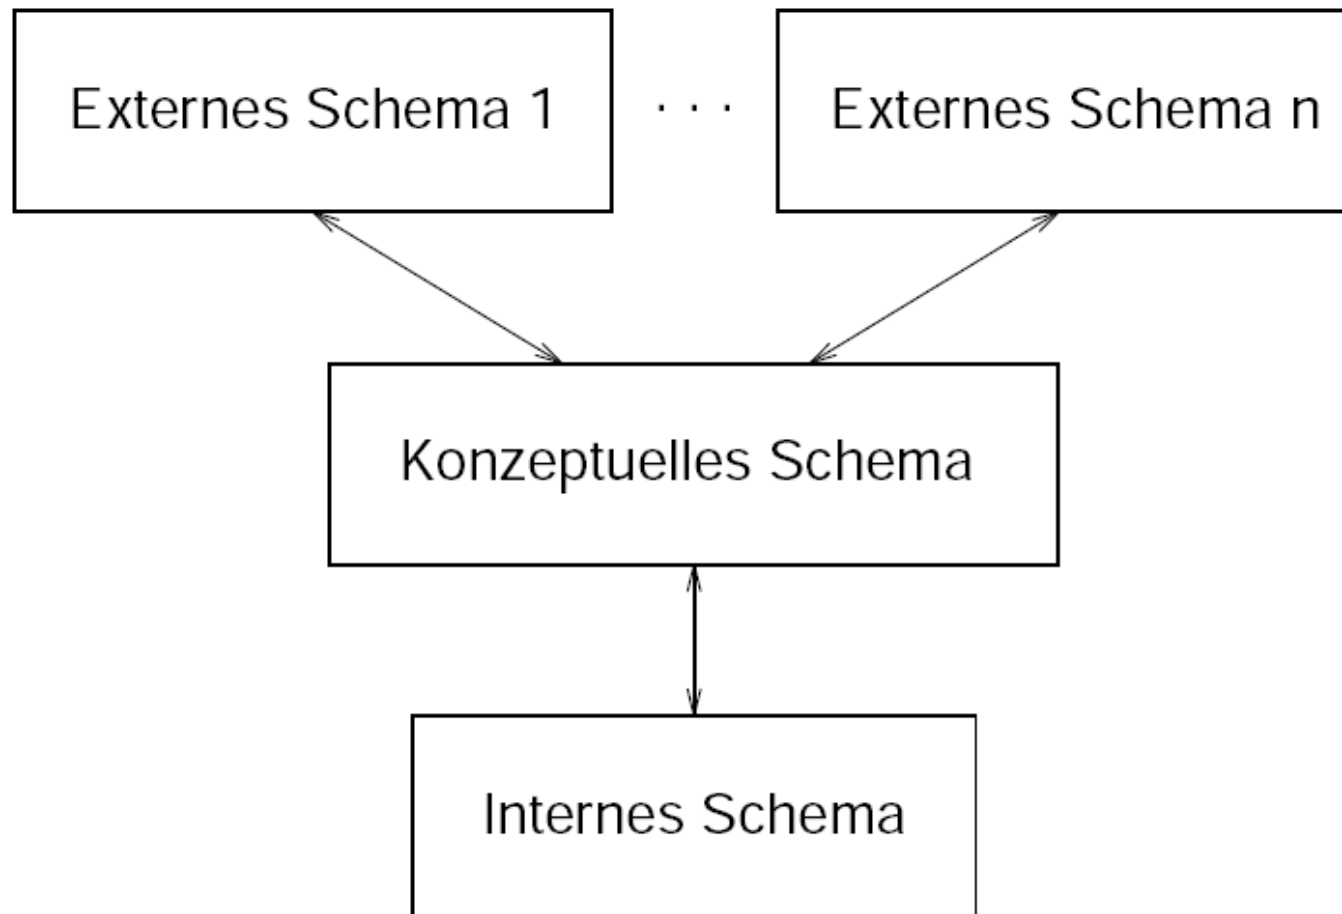 Externes Schema 1 . . . Externes Schema n
Konzeptuelles Schema
Internes Schema